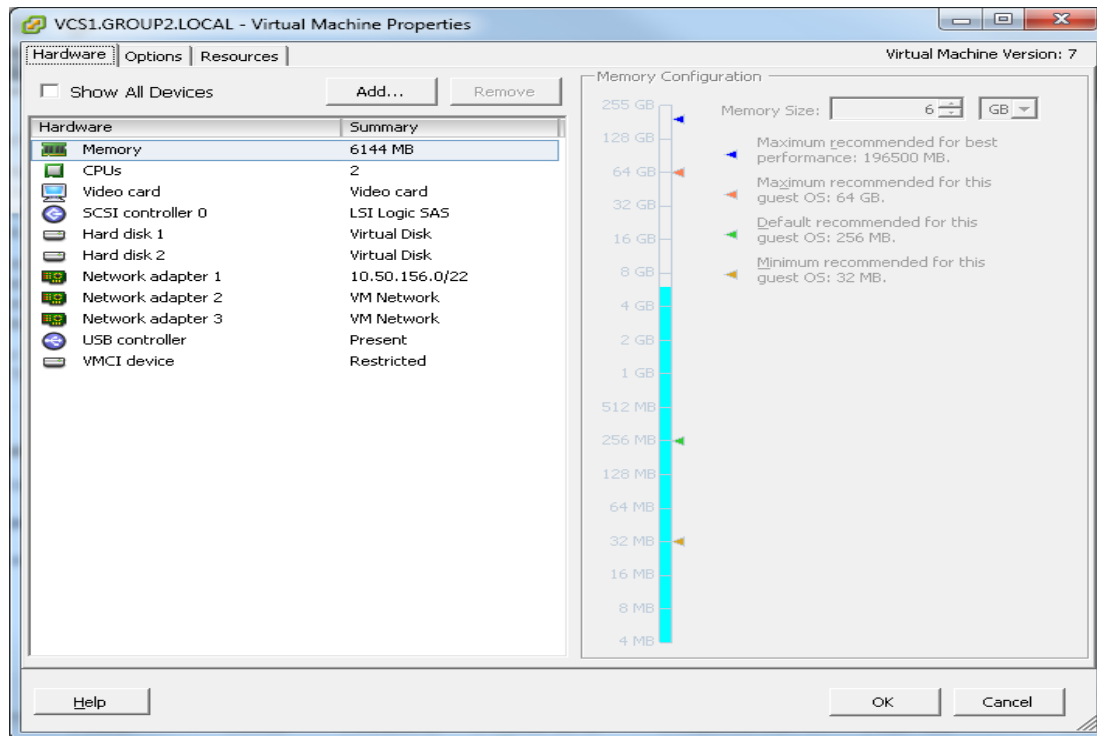 VCS1.GROUP2.LOCAL - Virtual Machine Properties
Hardware Options Resources
Virtual Machine Version: 7
Show All Devices
Add...
Remove
Hardware Summary
Memory 6144 MB
CPUs 2
Video card Video card
SCSI controller 0 LSI Logic SAS
Hard disk 1 Virtual Disk
Hard disk 2 Virtual Disk
Network adapter 1 10.50.156.0/22
Network adapter 2 VM Network
Network adapter 3 VM Network
USB controller Present
VMCI device Restricted
Memory Configuration
255 GB
128 GB
64 GB
32 GB
16 GB
8 GB
4 GB
2 GB
1 GB
512 MB
256 MB
128 MB
64 MB
32 MB
16 MB
8 MB
4 MB
Memory Size: 6 GB
Maximum recommended for best
performance: 196500 MB.
Maximum recommended for this
guest OS: 64 GB.
Default recommended for this
guest OS: 256 MB.
Minimum recommended for this
guest OS: 32 MB.
Help
OK
Cancel